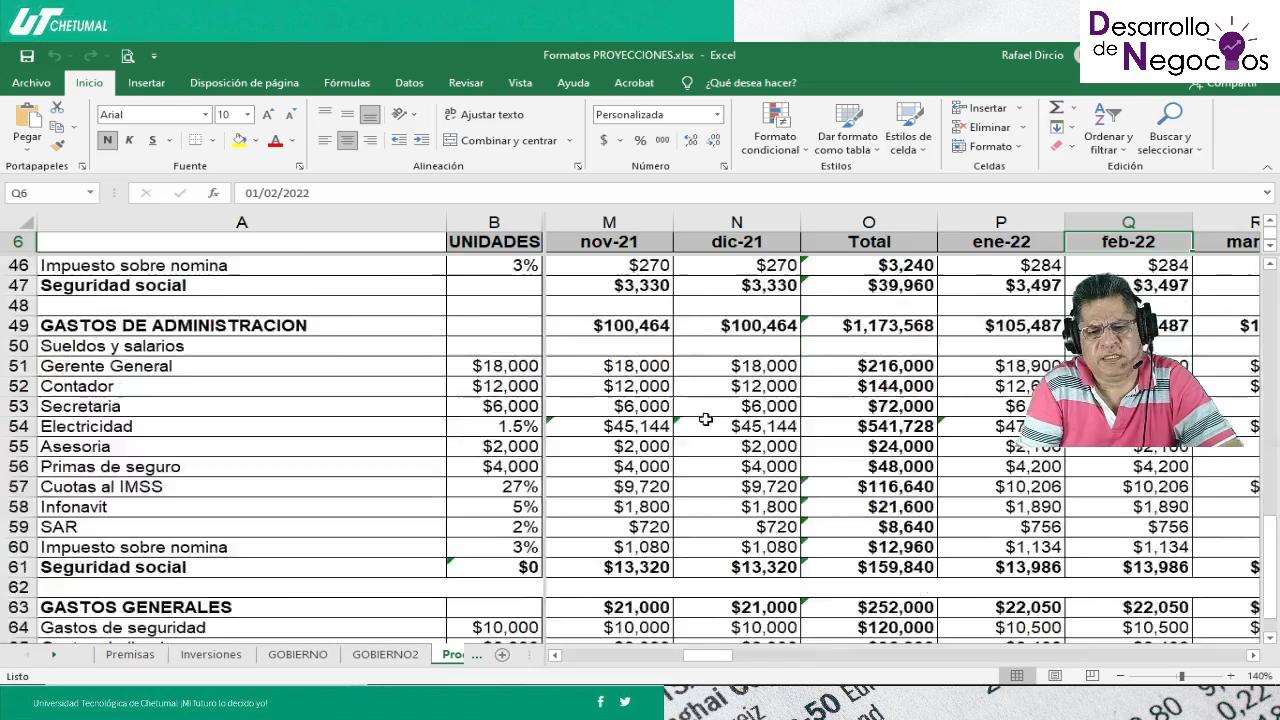 UT CHETUMAL
Desarrollo de Negocios
Formatos PROYECCIONES.xlsx - Excel
Rafael Dircio
Archivo Inicio Insertar Disposición de página Fórmulas Datos Revisar Vista Ayuda Acrobat ¿Qué desea hacer? Compartir
Pegar
Arial 10
N K S
Ajustar texto
Combinar y centrar
Personalizada
$ % 000
Formato condicional
Dar formato como tabla
Estilos de celda
Insertar
Eliminar
Formato
Ordenar y filtrar
Buscar y seleccionar
Portapapeles Fuente Alineación Número Estilos Celdas Edición
Q6 fx 01/02/2022
A B M N O P Q R
6 UNIDADES nov-21 dic-21 Total ene-22 feb-22 mar
46 Impuesto sobre nomina 3% $270 $270 $3,240 $284 $284
47 Seguridad social $3,330 $3,330 $39,960 $3,497 $3,497
48
49 GASTOS DE ADMINISTRACION $100,464 $100,464 $1,173,568 $105,487 487 $1
50 Sueldos y salarios
51 Gerente General $18,000 $18,000 $18,000 $216,000 $18,900
52 Contador $12,000 $12,000 $12,000 $144,000 $12,6
53 Secretaria $6,000 $6,000 $6,000 $72,000 $6
54 Electricidad 1.5% $45,144 $45,144 $541,728 $47
55 Asesoria $2,000 $2,000 $2,000 $24,000
56 Primas de seguro $4,000 $4,000 $4,000 $48,000 $4,200 $4,200
57 Cuotas al IMSS 27% $9,720 $9,720 $116,640 $10,206 $10,206
58 Infonavit 5% $1,800 $1,800 $21,600 $1,890 $1,890
59 SAR 2% $720 $720 $8,640 $756 $756
60 Impuesto sobre nomina 3% $1,080 $1,080 $12,960 $1,134 $1,134
61 Seguridad social $0 $13,320 $13,320 $159,840 $13,986 $13,986
62
63 GASTOS GENERALES $21,000 $21,000 $252,000 $22,050 $22,050
64 Gastos de seguridad $10,000 $10,000 $10,000 $120,000 $10,500 $10,500
Premisas Inversiones GOBIERNO GOBIERNO2 Proc ...
Listo 140%
Universidad Tecnológica de Chetumal ¡Mi futuro lo decido yo!